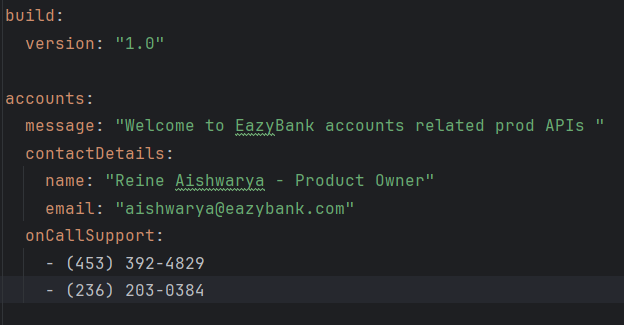 build:
  version: "1.0"

accounts:
  message: "Welcome to EazyBank accounts related prod APIs "
  contactDetails:
    name: "Reine Aishwarya - Product Owner"
    email: "aishwarya@eazybank.com"
  onCallSupport:
    - (453) 392-4829
    - (236) 203-0384